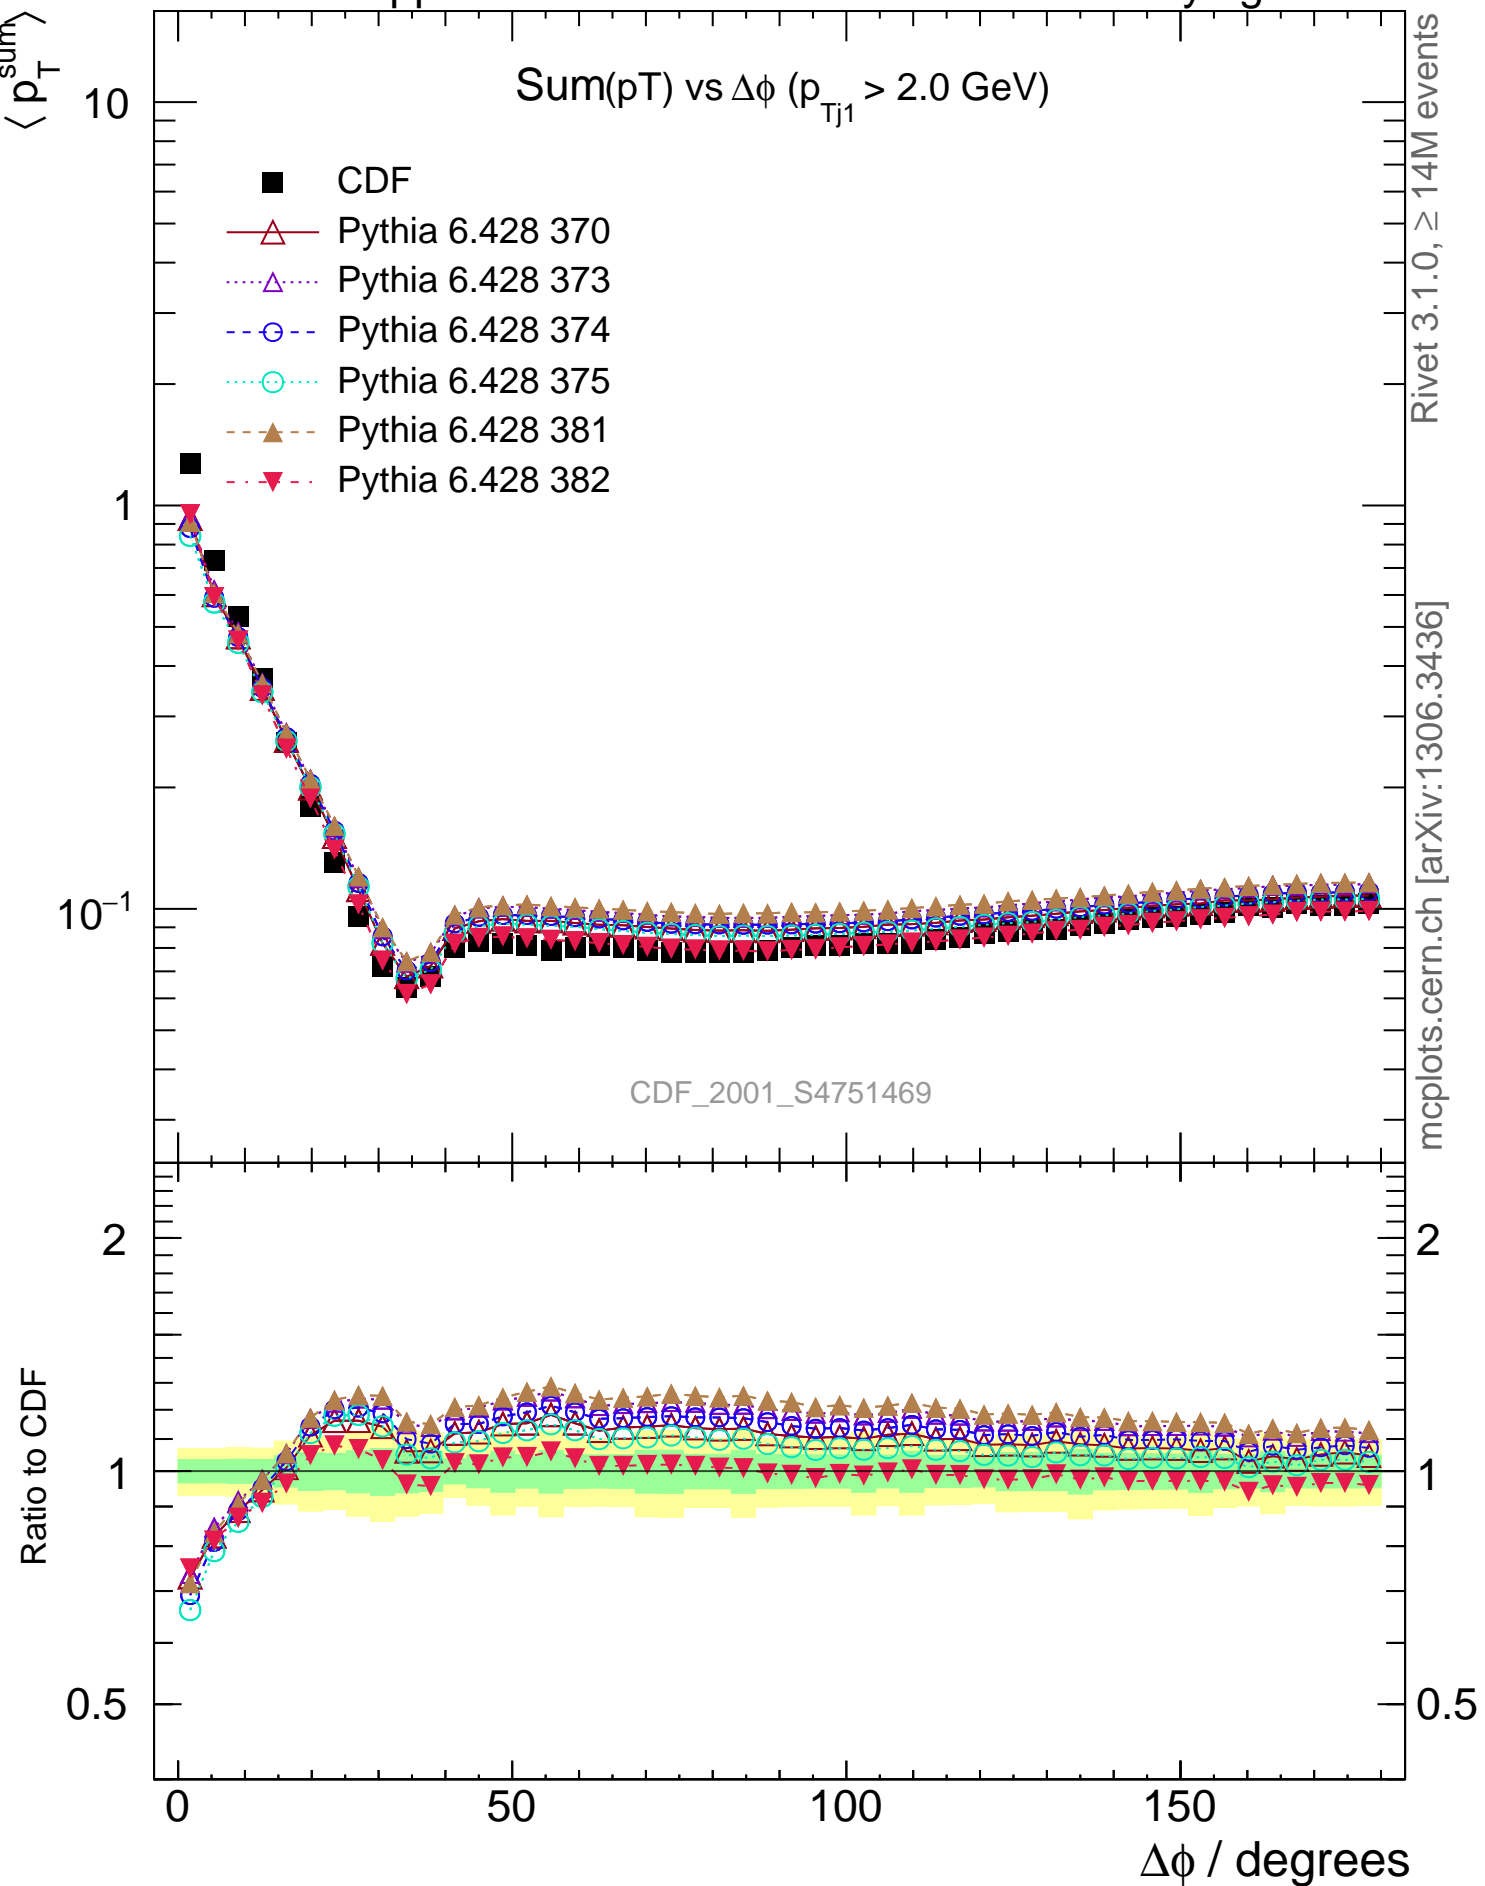 ⟨ p_T^sum ⟩
Sum(pT) vs Δϕ (p_Tj1 > 2.0 GeV)
CDF
Pythia 6.428 370
Pythia 6.428 373
Pythia 6.428 374
Pythia 6.428 375
Pythia 6.428 381
Pythia 6.428 382
10
1
10⁻¹
CDF_2001_S4751469
Rivet 3.1.0, ≥ 14M events
mcplots.cern.ch [arXiv:1306.3436]
Ratio to CDF
2
1
0.5
2
1
0.5
0
50
100
150
Δϕ / degrees